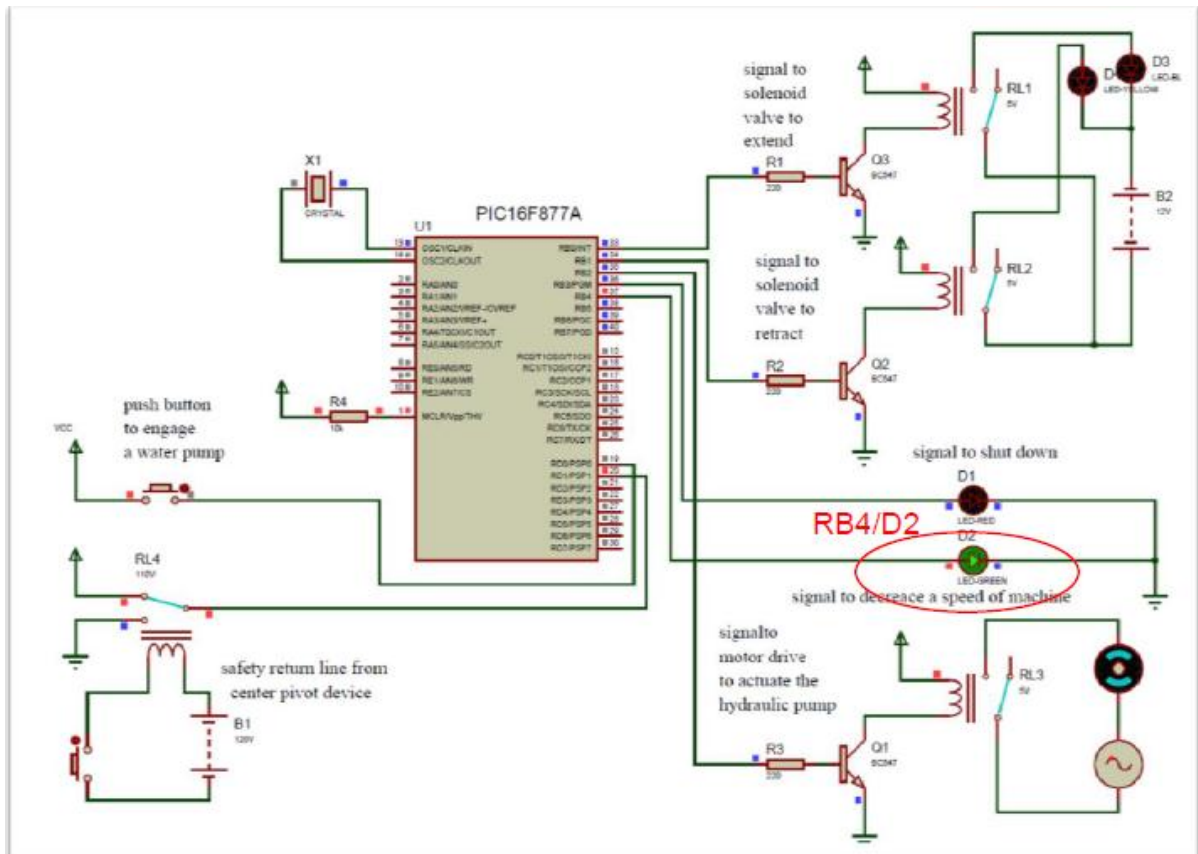 signal to
solenoid
valve to
extend
D3
LED-BL
LED-YELLOW
RL1
5V
X1
CRYSTAL
R1
220
Q3
BC547
B2
12V
PIC16F877A
U1
OSC1/CLKIN
OSC2/CLKOUT
RA0/AN0
RA1/AN1
RA2/AN2/VREF-/CVREF
RA3/AN3/VREF+
RA4/T0CKI/C1OUT
RA5/AN4/SS/C2OUT
RE0/AN5/RD
RE1/AN6/WR
RE2/AN7/CS
MCLR/Vpp/THV
RB0/INT
RB1
RB2
RB3/PGM
RB4
RB5
RB6/PGC
RB7/PGD
RC0/T1OSO/T1CKI
RC1/T1OSI/CCP2
RC2/CCP1
RC3/SCK/SCL
RC4/SDI/SDA
RC5/SDO
RC6/TX/CK
RC7/RX/DT
RD0/PSP0
RD1/PSP1
RD2/PSP2
RD3/PSP3
RD4/PSP4
RD5/PSP5
RD6/PSP6
RD7/PSP7
signal to
solenoid
valve to
retract
RL2
5V
R2
220
Q2
BC547
R4
10k
push button
to engage
a water pump
VCC
signal to shut down
D1
LED-RED
RB4/D2
D2
LED-GREEN
signal to decreace a speed of machine
RL4
110V
safety return line from
center pivot device
B1
120V
signalto
motor drive
to actuate the
hydraulic pump
RL3
5V
R3
220
Q1
BC547